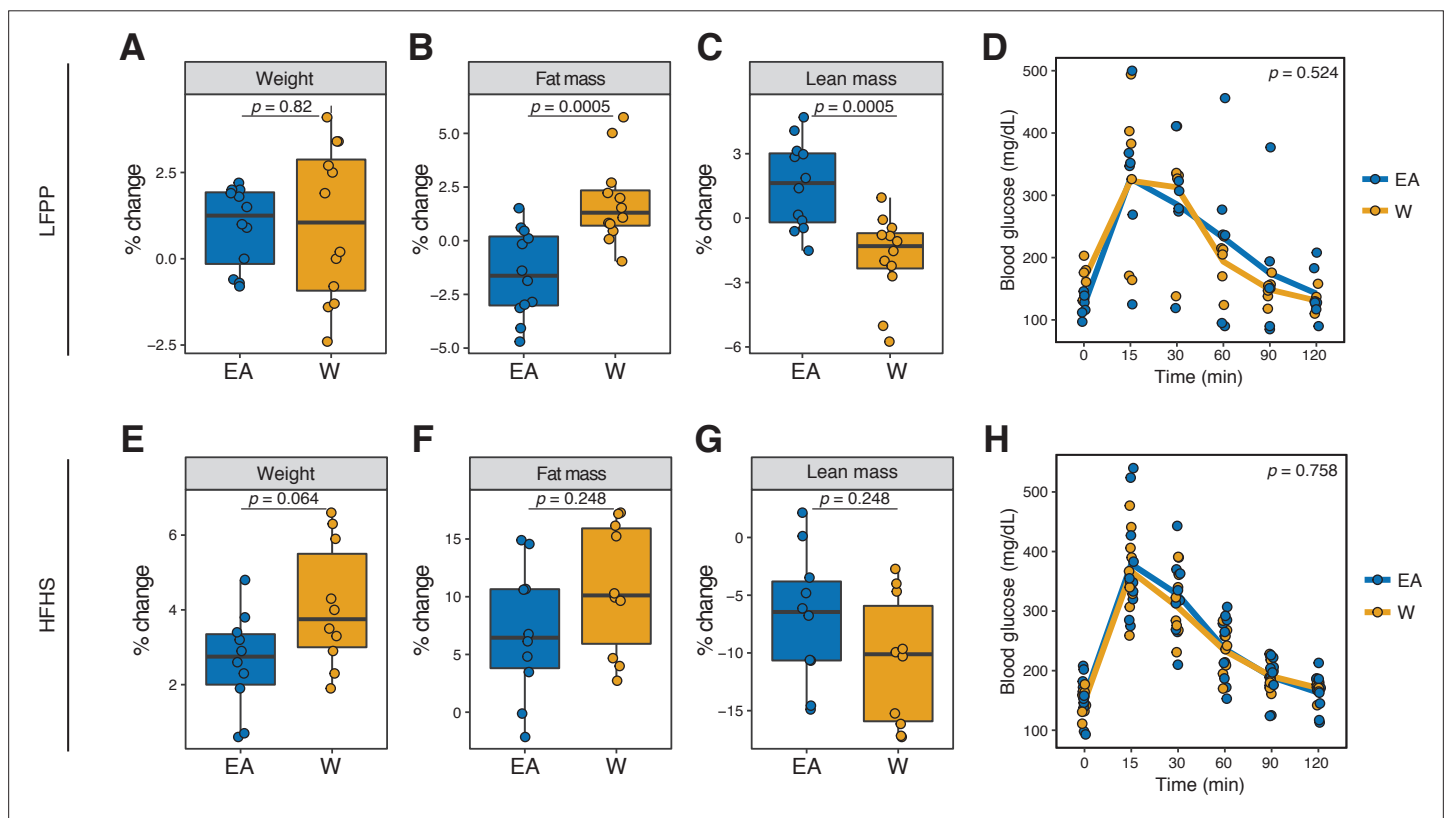 LFPP
A
Weight
p = 0.82
% change
2.5
0.0
−2.5
EA W
B
Fat mass
p = 0.0005
% change
5.0
2.5
0.0
−2.5
−5.0
EA W
C
Lean mass
p = 0.0005
% change
3
0
−3
−6
EA W
D
p = 0.524
Blood glucose (mg/dL)
500
400
300
200
100
0 15 30 60 90 120
Time (min)
EA
W
HFHS
E
Weight
p = 0.064
% change
6
4
2
EA W
F
Fat mass
p = 0.248
% change
15
10
5
0
EA W
G
Lean mass
p = 0.248
% change
0
−5
−10
−15
EA W
H
p = 0.758
Blood glucose (mg/dL)
500
400
300
200
100
0 15 30 60 90 120
Time (min)
EA
W